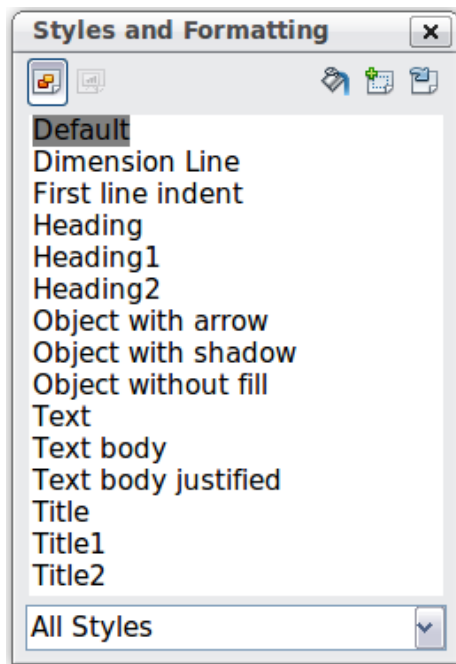 Styles and Formatting
Default
Dimension Line
First line indent
Heading
Heading1
Heading2
Object with arrow
Object with shadow
Object without fill
Text
Text body
Text body justified
Title
Title1
Title2
All Styles